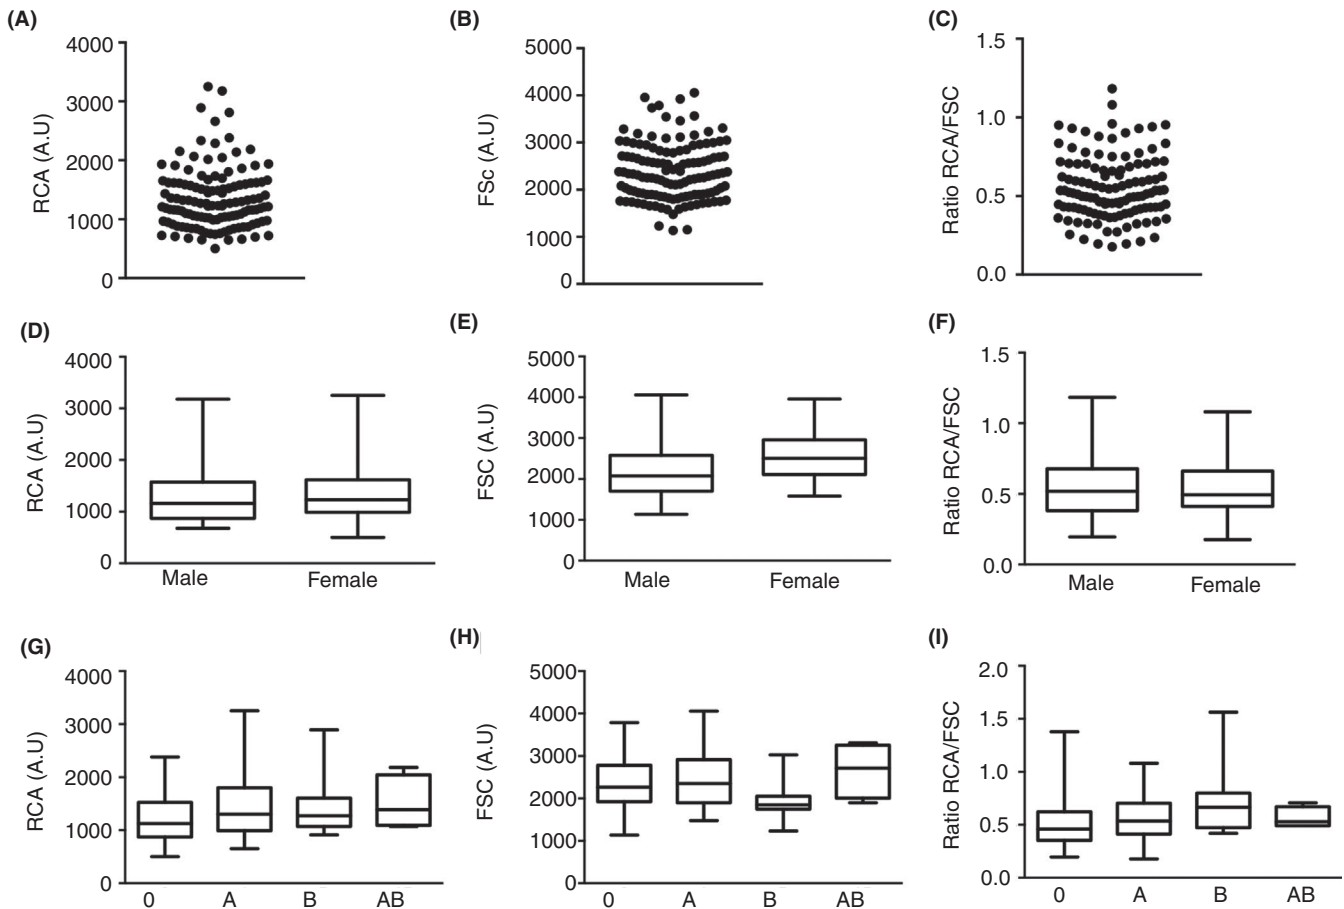 (A)
RCA (A.U)
4000
3000
2000
1000
0
(B)
FSc (A.U)
5000
4000
3000
2000
1000
0
(C)
Ratio RCA/FSC
1.5
1.0
0.5
0.0
(D)
RCA (A.U)
4000
3000
2000
1000
0
Male
Female
(E)
FSC (A.U)
5000
4000
3000
2000
1000
0
Male
Female
(F)
Ratio RCA/FSC
1.5
1.0
0.5
0.0
Male
Female
(G)
RCA (A.U)
4000
3000
2000
1000
0
0
A
B
AB
(H)
FSC (A.U)
5000
4000
3000
2000
1000
0
0
A
B
AB
(I)
Ratio RCA/FSC
2.0
1.5
1.0
0.5
0.0
0
A
B
AB